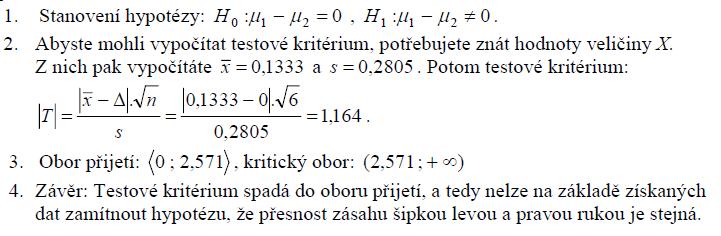 1. Stanovení hypotézy: H₀ :μ₁ − μ₂ = 0 , H₁ :μ₁ − μ₂ ≠ 0 .
2. Abyste mohli vypočítat testové kritérium, potřebujete znát hodnoty veličiny X.
Z nich pak vypočítáte x̄ = 0,1333 a s = 0,2805 . Potom testové kritérium:
|T| = |x̄ − Δ|.√n / s = |0,1333 − 0|.√6 / 0,2805 = 1,164 .
3. Obor přijetí: ⟨0 ; 2,571⟩ , kritický obor: (2,571 ; + ∞)
4. Závěr: Testové kritérium spadá do oboru přijetí, a tedy nelze na základě získaných
dat zamítnout hypotézu, že přesnost zásahu šipkou levou a pravou rukou je stejná.